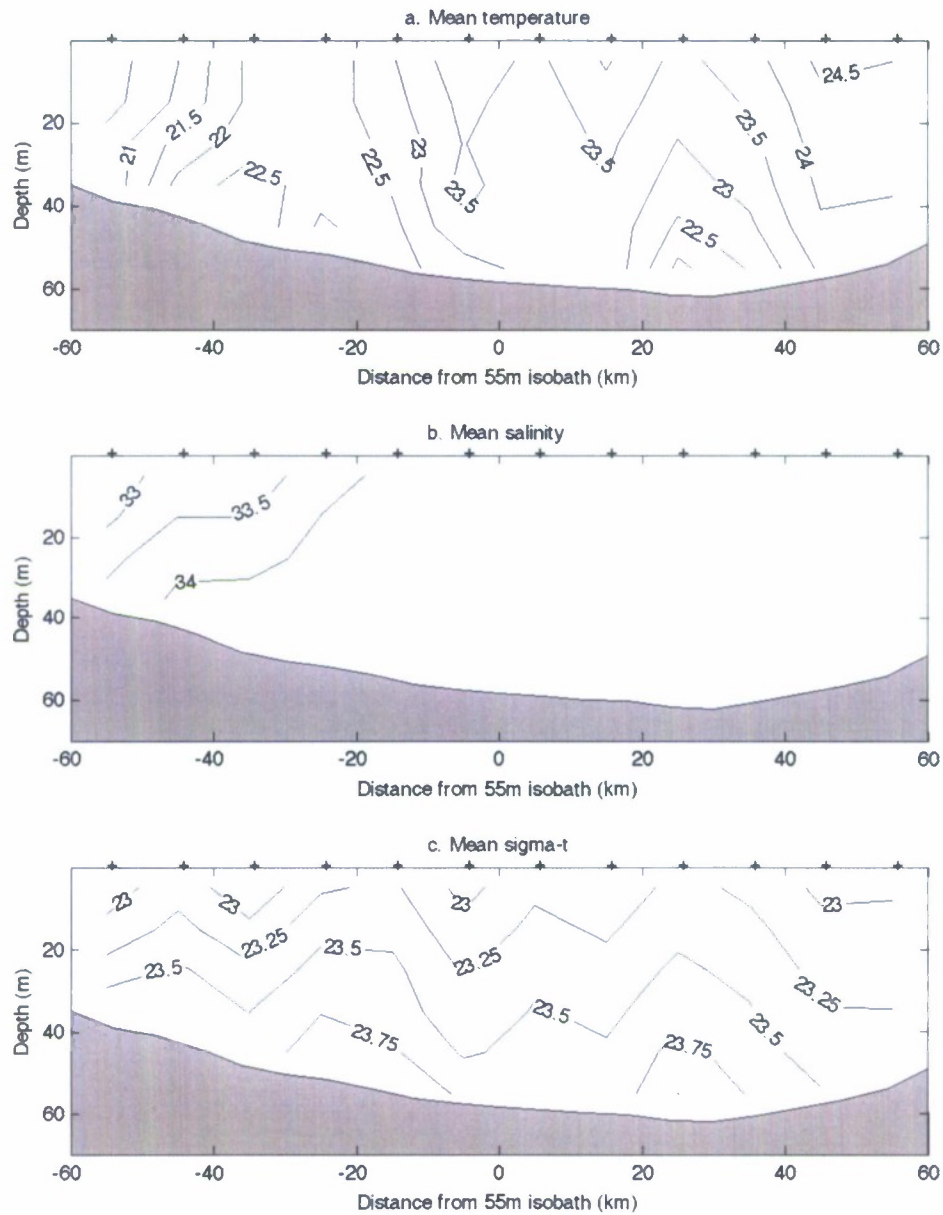 a. Mean temperature
24.5
21.5
22
21
23
23.5
24
22.5
22.5
23.5
23.5
23
22.5
20
40
60
Depth (m)
-60 -40 -20 0 20 40 60
Distance from 55m isobath (km)
b. Mean salinity
33
33.5
34
20
40
60
Depth (m)
-60 -40 -20 0 20 40 60
Distance from 55m isobath (km)
c. Mean sigma-t
23 23 23 23
23.25 23.5 23.25
23.5
23.25
23.5
23.5
23.75 23.75
20
40
60
Depth (m)
-60 -40 -20 0 20 40 60
Distance from 55m isobath (km)